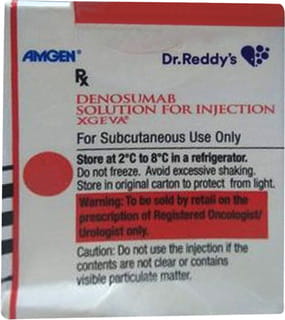 AMGEN® Dr.Reddy's
Rx
DENOSUMAB
SOLUTION FOR INJECTION
XGEVA®
For Subcutaneous Use Only
Store at 2°C to 8°C in a refrigerator.
Do not freeze. Avoid excessive shaking.
Store in original carton to protect from light.
Warning: To be sold by retail on the
prescription of Registered Oncologist/
Urologist only.
Caution: Do not use the injection if the
contents are not clear or contains
visible particulate matter.